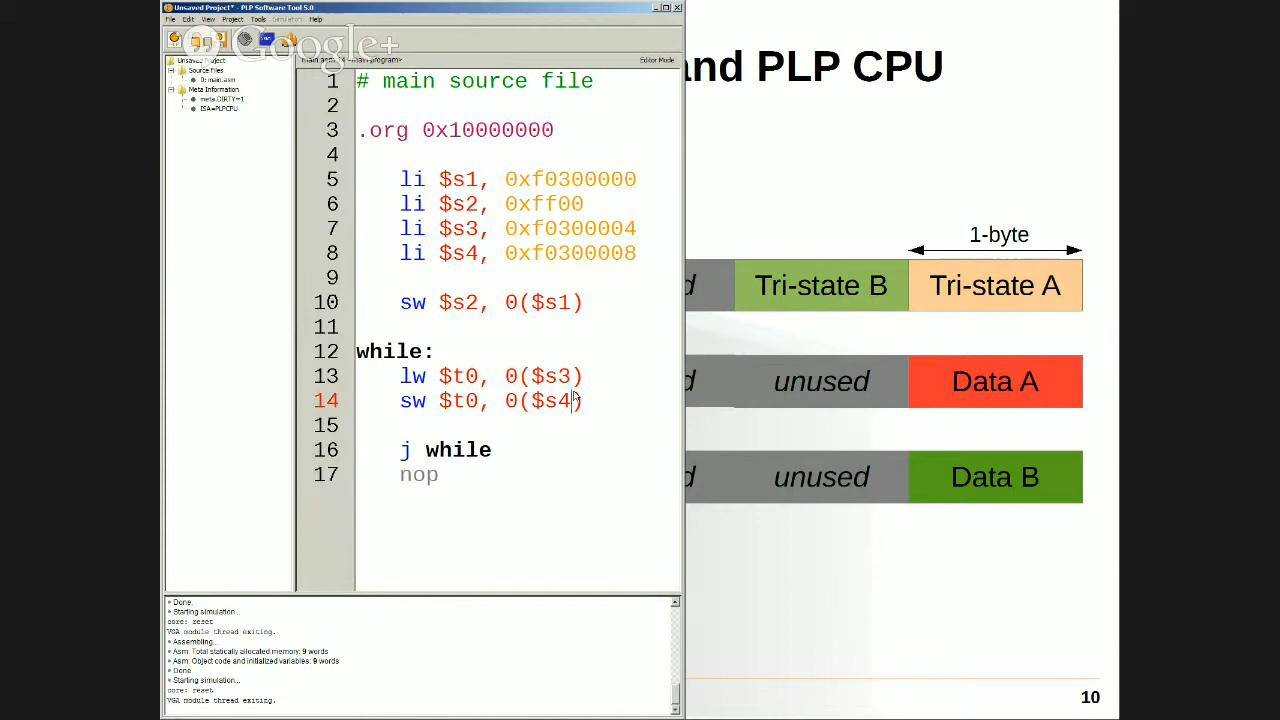 Unsaved Project* - PLP Software Tool 5.0
File Edit View Project Tools Simulation Help
Google+
Main.asm:14 <main program>
Editor Mode
Unsaved Project
Source Files
0: main.asm
Meta Information
meta.DIRTY=1
ISA=PLPCPU
1 # main source file
2
3 .org 0x10000000
4
5 li $s1, 0xf0300000
6 li $s2, 0xff00
7 li $s3, 0xf0300004
8 li $s4, 0xf0300008
9
10 sw $s2, 0($s1)
11
12 while:
13 lw $t0, 0($s3)
14 sw $t0, 0($s4)
15
16 j while
17 nop
Done.
Starting simulation...
core: reset
VGA module thread exiting.
Assembling...
Asm: Total statically allocated memory: 9 words
Asm: Object code and initialized variables: 9 words
Done
Starting simulation...
core: reset
VGA module thread exiting.
and PLP CPU
1-byte
d Tri-state B Tri-state A
d unused Data A
d unused Data B
10